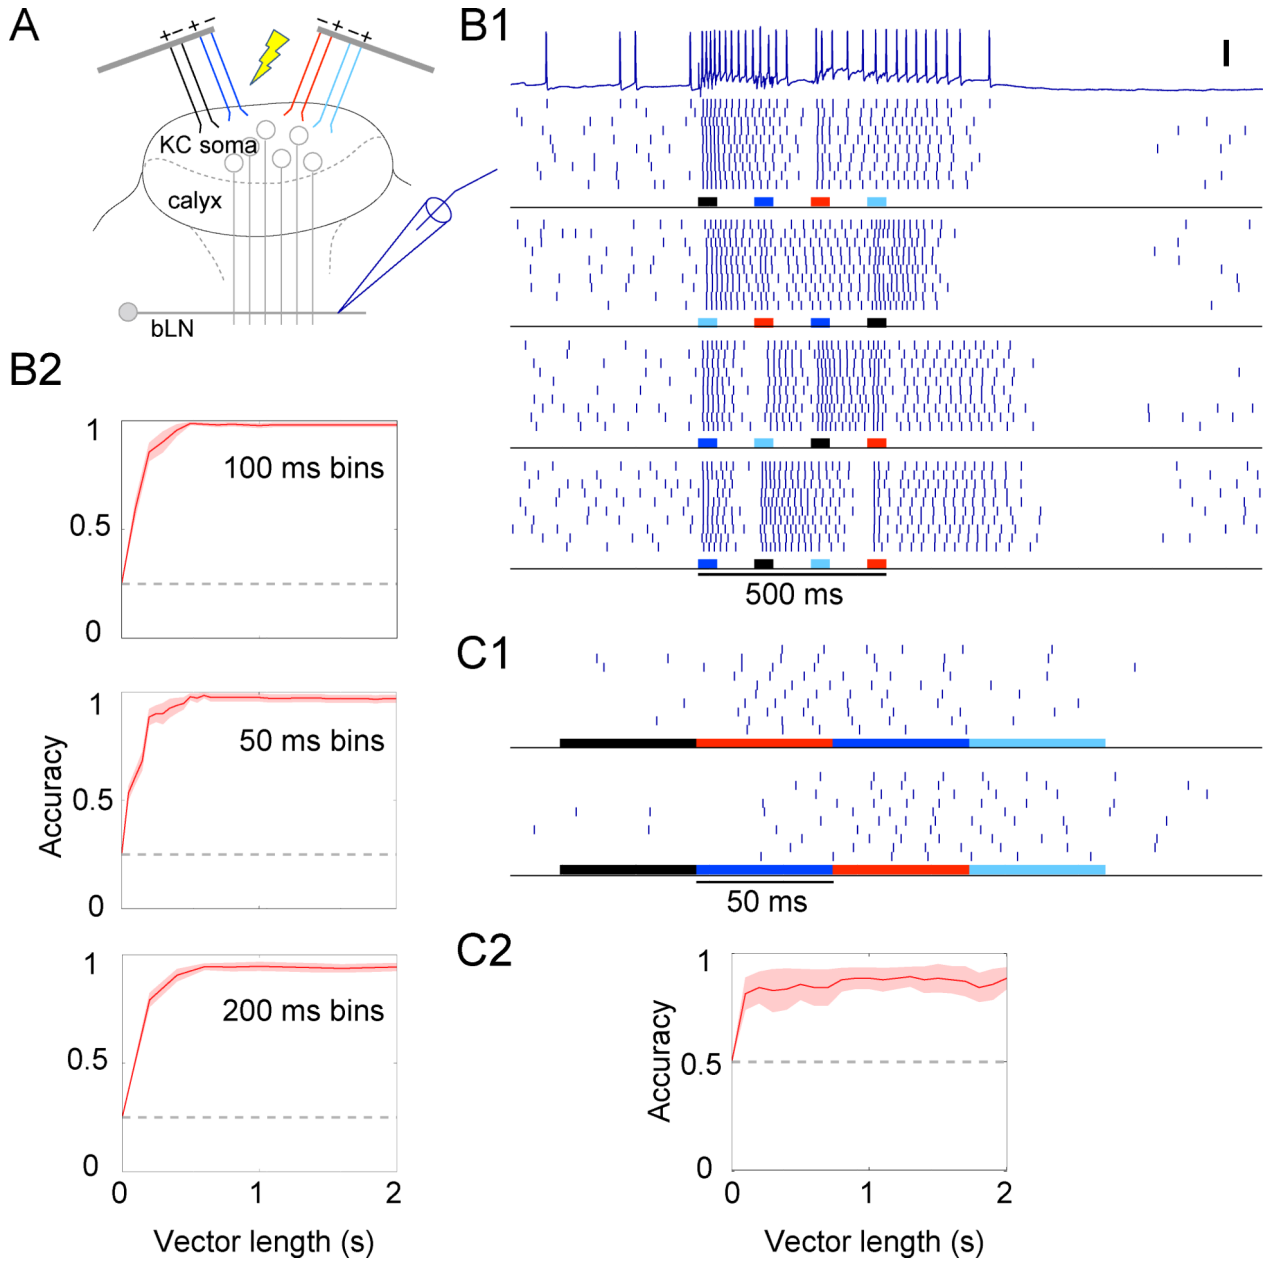 A
+ - + -
- + - +
KC soma
calyx
bLN
B1
500 ms
B2
1
0.5
0
100 ms bins
1
0.5
0
50 ms bins
Accuracy
1
0.5
0
200 ms bins
0 1 2
Vector length (s)
C1
50 ms
C2
1
0.5
0
Accuracy
0 1 2
Vector length (s)